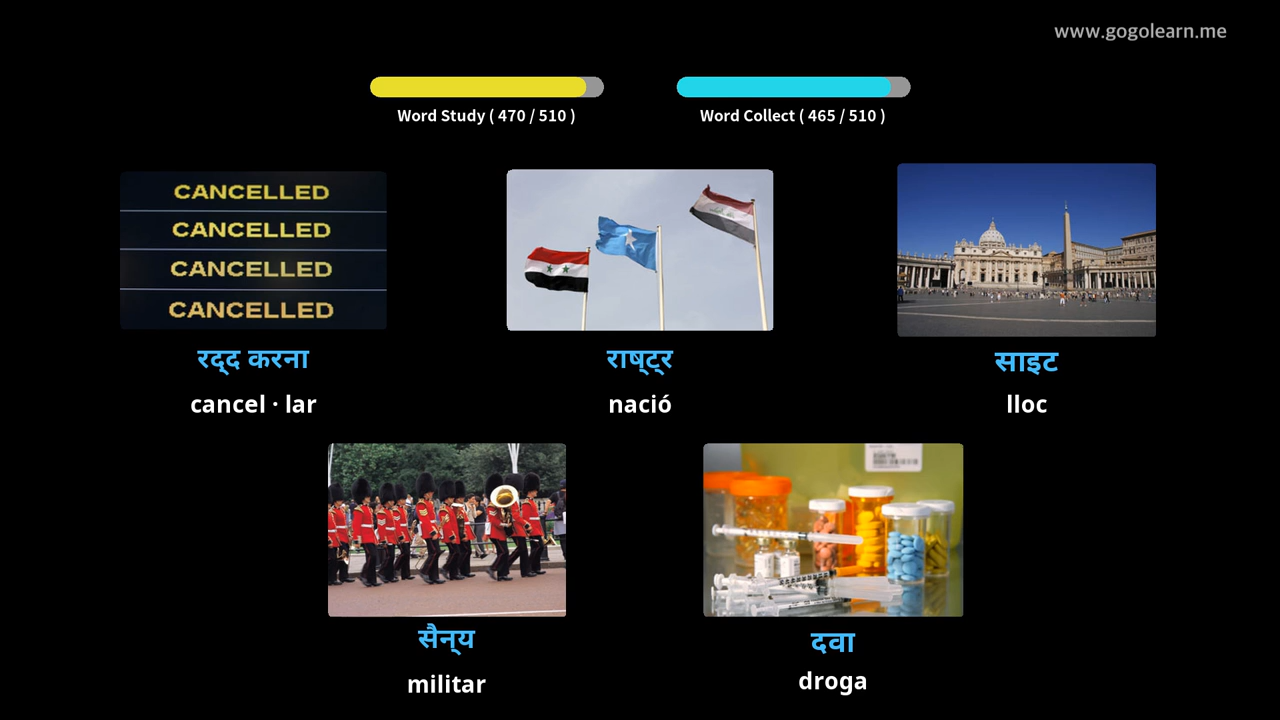 www.gogolearn.me
Word Study ( 470 / 510 )
Word Collect ( 465 / 510 )
CANCELLED
CANCELLED
CANCELLED
CANCELLED
रद्द करना
राष्ट्र
साइट
cancel · lar
nació
lloc
सैन्य
दवा
militar
droga